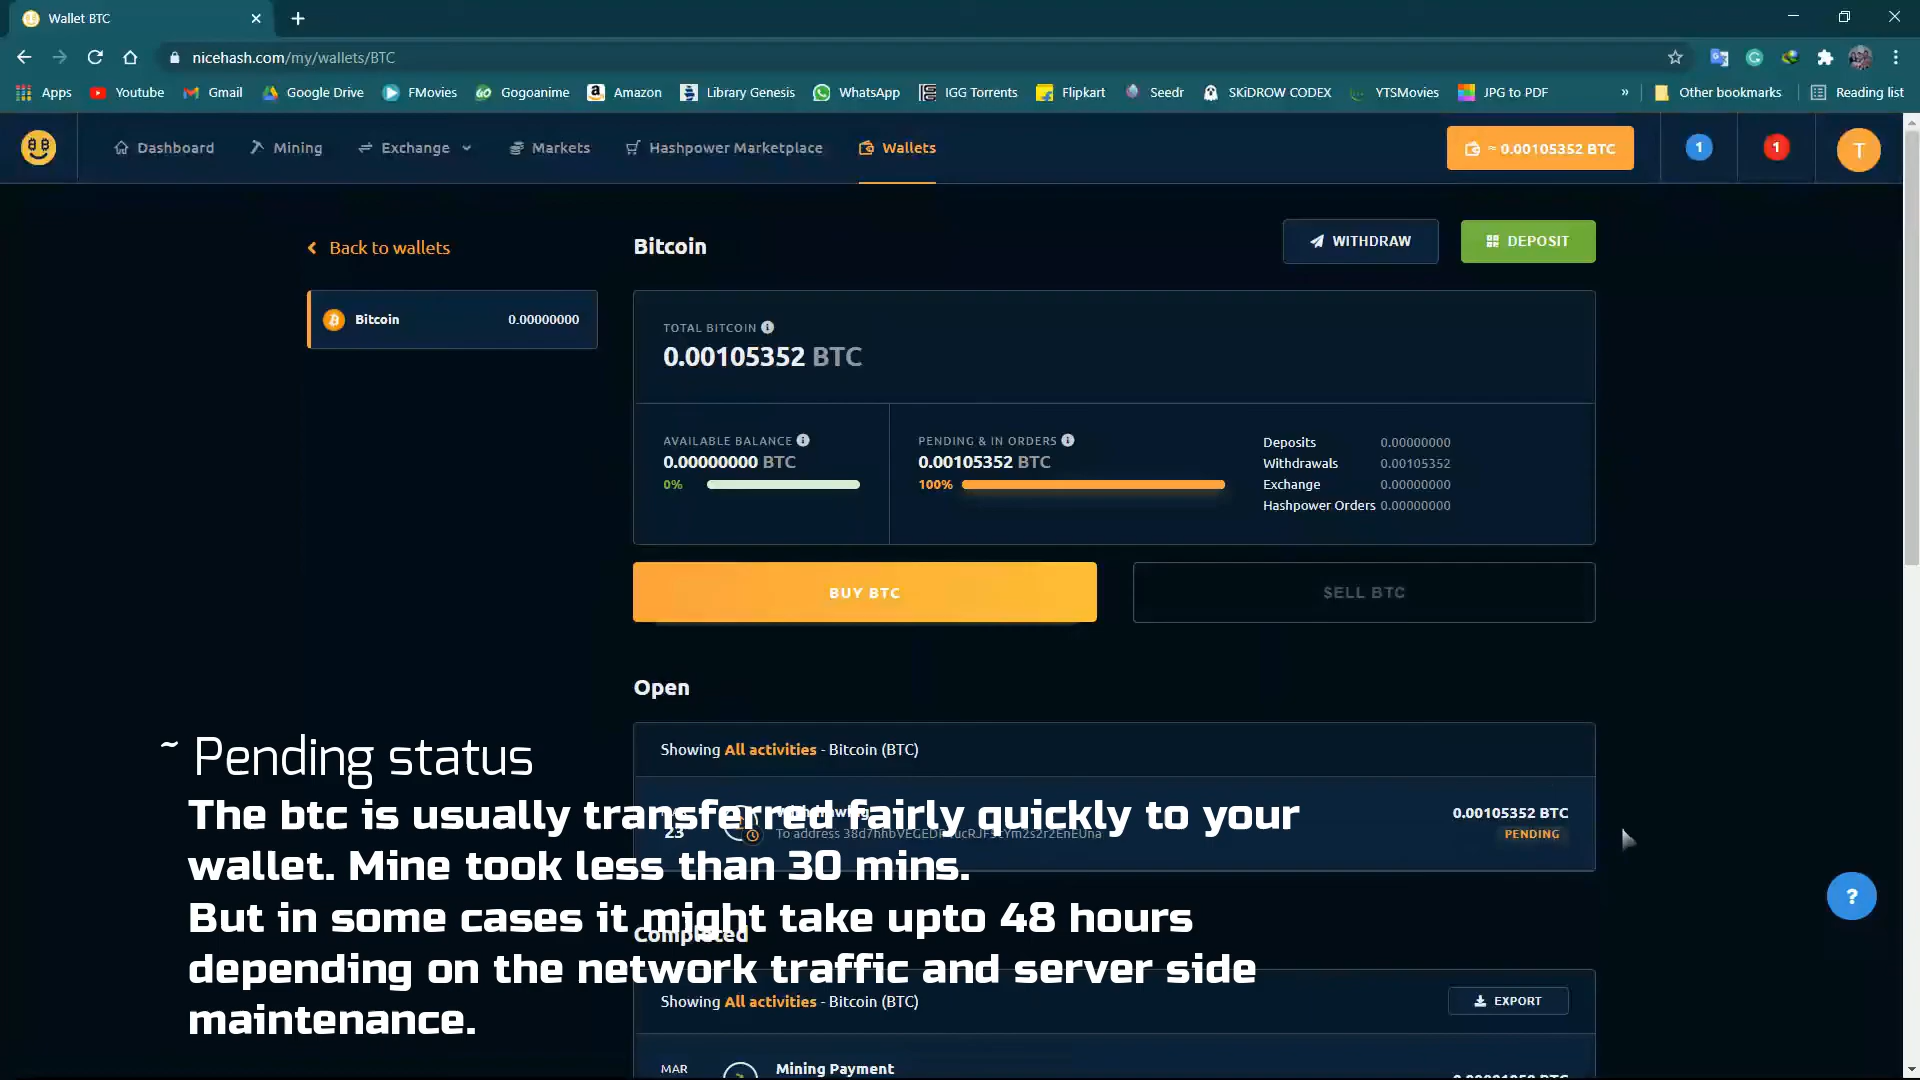 Wallet BTC
nicehash.com/my/wallets/BTC
Apps Youtube Gmail Google Drive FMovies Gogoanime Amazon Library Genesis WhatsApp IGG Torrents Flipkart Seedr SKiDROW CODEX YTSMovies JPG to PDF » Other bookmarks Reading list
Dashboard Mining Exchange Markets Hashpower Marketplace Wallets ≈ 0.00105352 BTC 1 1 T
Back to wallets
Bitcoin
WITHDRAW DEPOSIT
Bitcoin 0.00000000
TOTAL BITCOIN
0.00105352 BTC
AVAILABLE BALANCE
0.00000000 BTC
0%
PENDING & IN ORDERS
0.00105352 BTC
100%
Deposits 0.00000000
Withdrawals 0.00105352
Exchange 0.00000000
Hashpower Orders 0.00000000
BUY BTC SELL BTC
Open
Showing All activities - Bitcoin (BTC)
23
Withdrawing
To address
0.00105352 BTC
PENDING
~ Pending status
The btc is usually transferred fairly quickly to your
wallet. Mine took less than 30 mins.
But in some cases it might take upto 48 hours
depending on the network traffic and server side
maintenance.
Completed
Showing All activities - Bitcoin (BTC)
EXPORT
MAR
Mining Payment
?